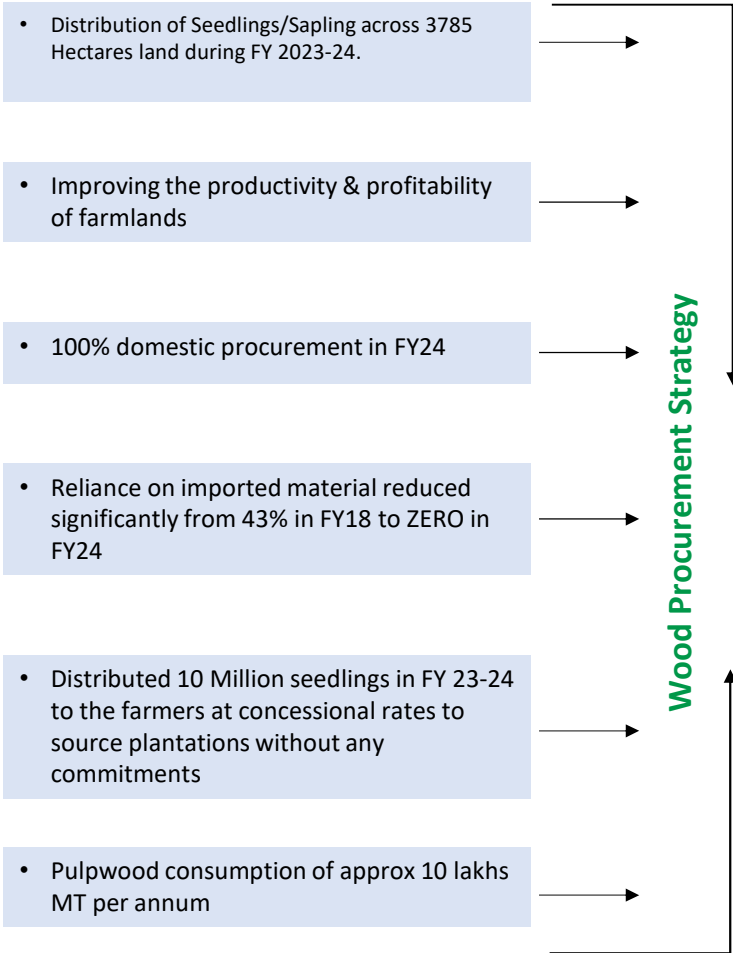 • Distribution of Seedlings/Sapling across 3785
Hectares land during FY 2023-24.
• Improving the productivity & profitability
of farmlands
• 100% domestic procurement in FY24
• Reliance on imported material reduced
significantly from 43% in FY18 to ZERO in
FY24
• Distributed 10 Million seedlings in FY 23-24
to the farmers at concessional rates to
source plantations without any
commitments
• Pulpwood consumption of approx 10 lakhs
MT per annum
Wood Procurement Strategy